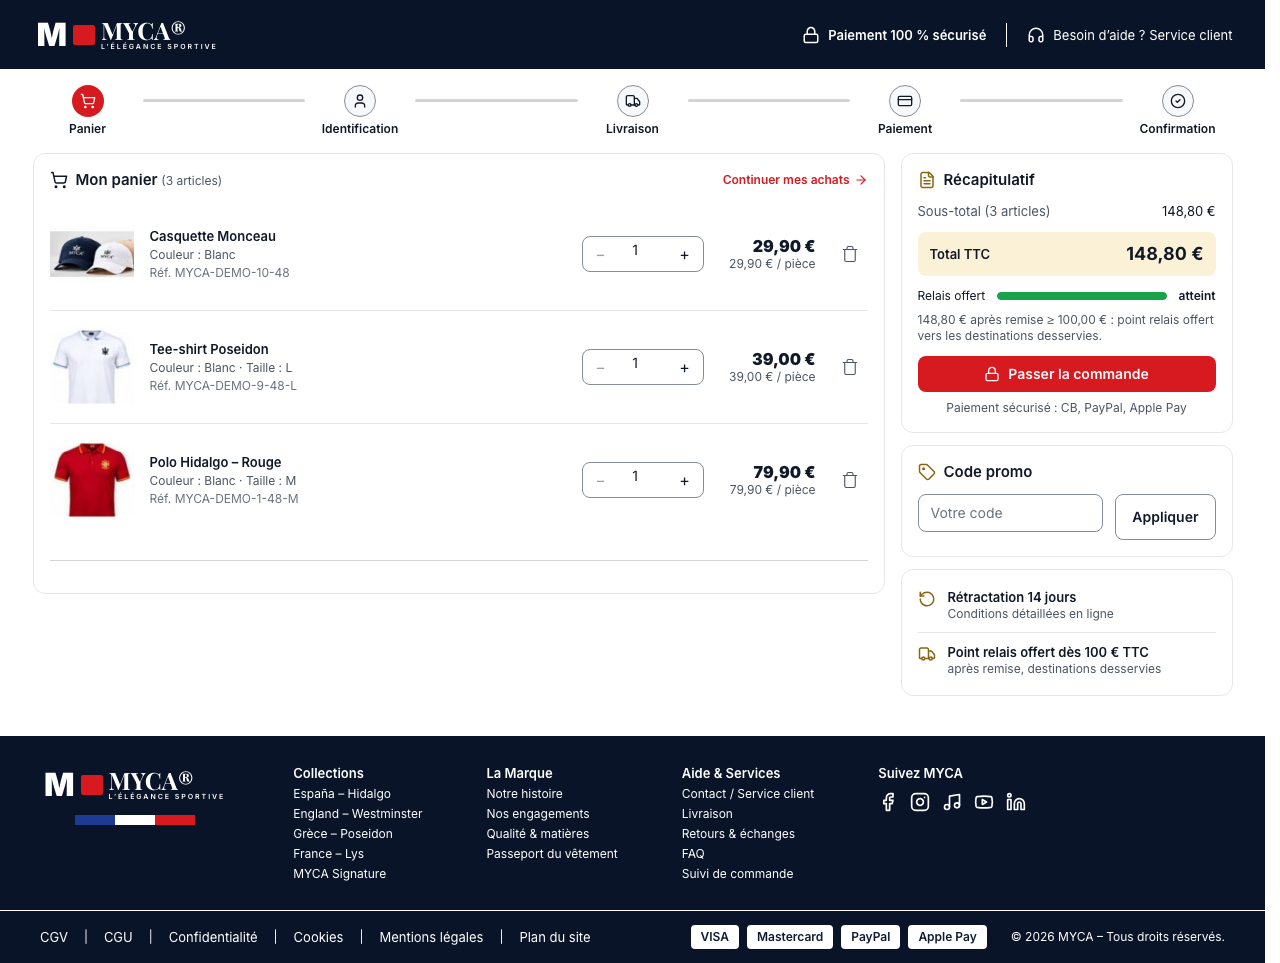 M MYCA®
L'ÉLÉGANCE SPORTIVE
Paiement 100 % sécurisé
Besoin d'aide ? Service client
Panier
Identification
Livraison
Paiement
Confirmation
Mon panier (3 articles)
Continuer mes achats →
Casquette Monceau
Couleur : Blanc
Réf. MYCA-DEMO-10-48
− 1 +
29,90 €
29,90 € / pièce
Tee-shirt Poseidon
Couleur : Blanc · Taille : L
Réf. MYCA-DEMO-9-48-L
− 1 +
39,00 €
39,00 € / pièce
Polo Hidalgo – Rouge
Couleur : Blanc · Taille : M
Réf. MYCA-DEMO-1-48-M
− 1 +
79,90 €
79,90 € / pièce
Récapitulatif
Sous-total (3 articles) 148,80 €
Total TTC 148,80 €
Relais offert atteint
148,80 € après remise ≥ 100,00 € : point relais offert
vers les destinations desservies.
Passer la commande
Paiement sécurisé : CB, PayPal, Apple Pay
Code promo
Votre code
Appliquer
Rétractation 14 jours
Conditions détaillées en ligne
Point relais offert dès 100 € TTC
après remise, destinations desservies
M MYCA®
L'ÉLÉGANCE SPORTIVE
Collections
España – Hidalgo
England – Westminster
Grèce – Poseidon
France – Lys
MYCA Signature
La Marque
Notre histoire
Nos engagements
Qualité & matières
Passeport du vêtement
Aide & Services
Contact / Service client
Livraison
Retours & échanges
FAQ
Suivi de commande
Suivez MYCA
CGV | CGU | Confidentialité | Cookies | Mentions légales | Plan du site
VISA Mastercard PayPal Apple Pay
© 2026 MYCA – Tous droits réservés.